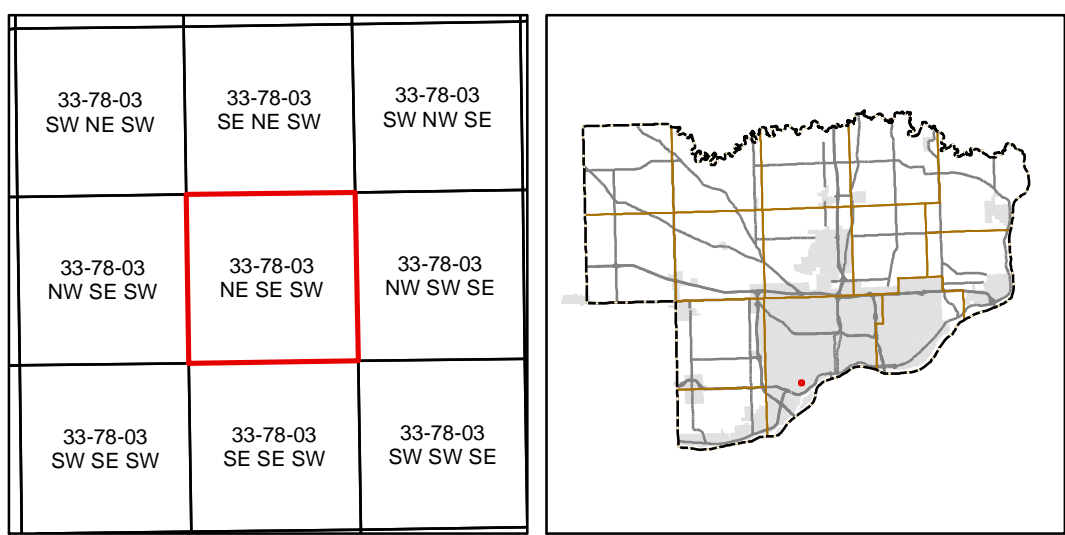 33-78-03
SW NE SW
33-78-03
SE NE SW
33-78-03
SW NW SE
33-78-03
NW SE SW
33-78-03
NE SE SW
33-78-03
NW SW SE
33-78-03
SW SE SW
33-78-03
SE SE SW
33-78-03
SW SW SE